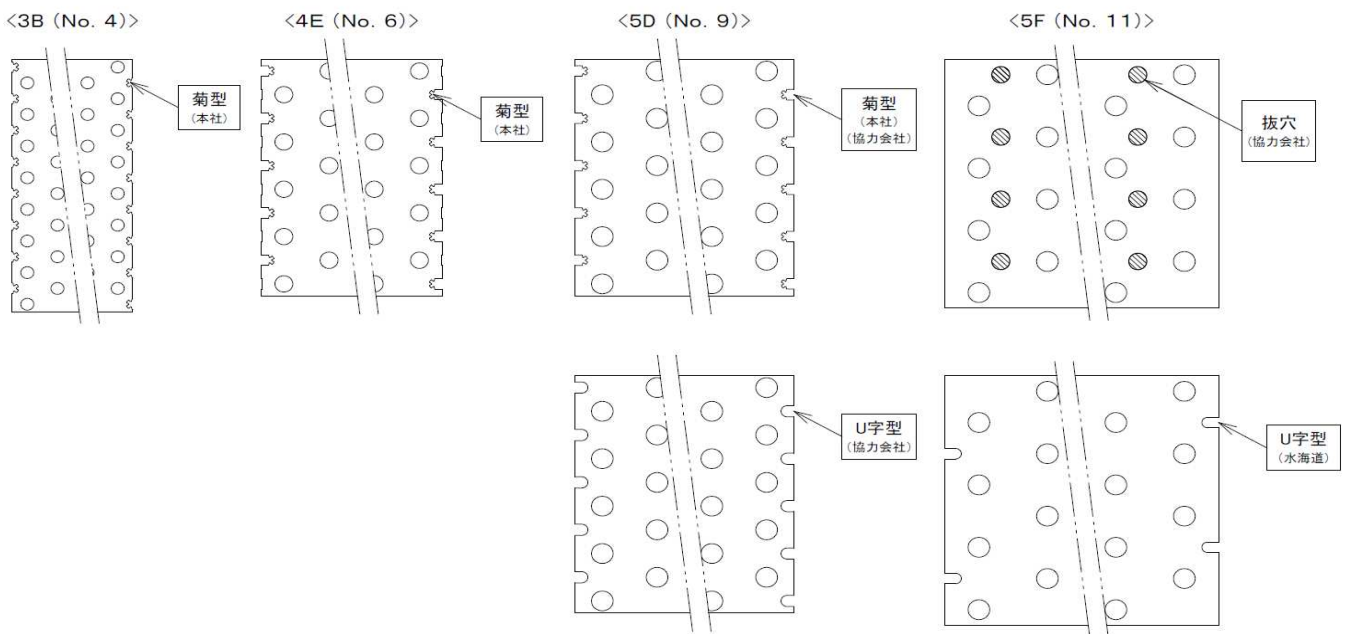 <3B (No. 4)>
<4E (No. 6)>
<5D (No. 9)>
<5F (No. 11)>
菊型
(本社)
菊型
(本社)
菊型
(本社)
(協力会社)
抜穴
(協力会社)
U字型
(協力会社)
U字型
(水海道)